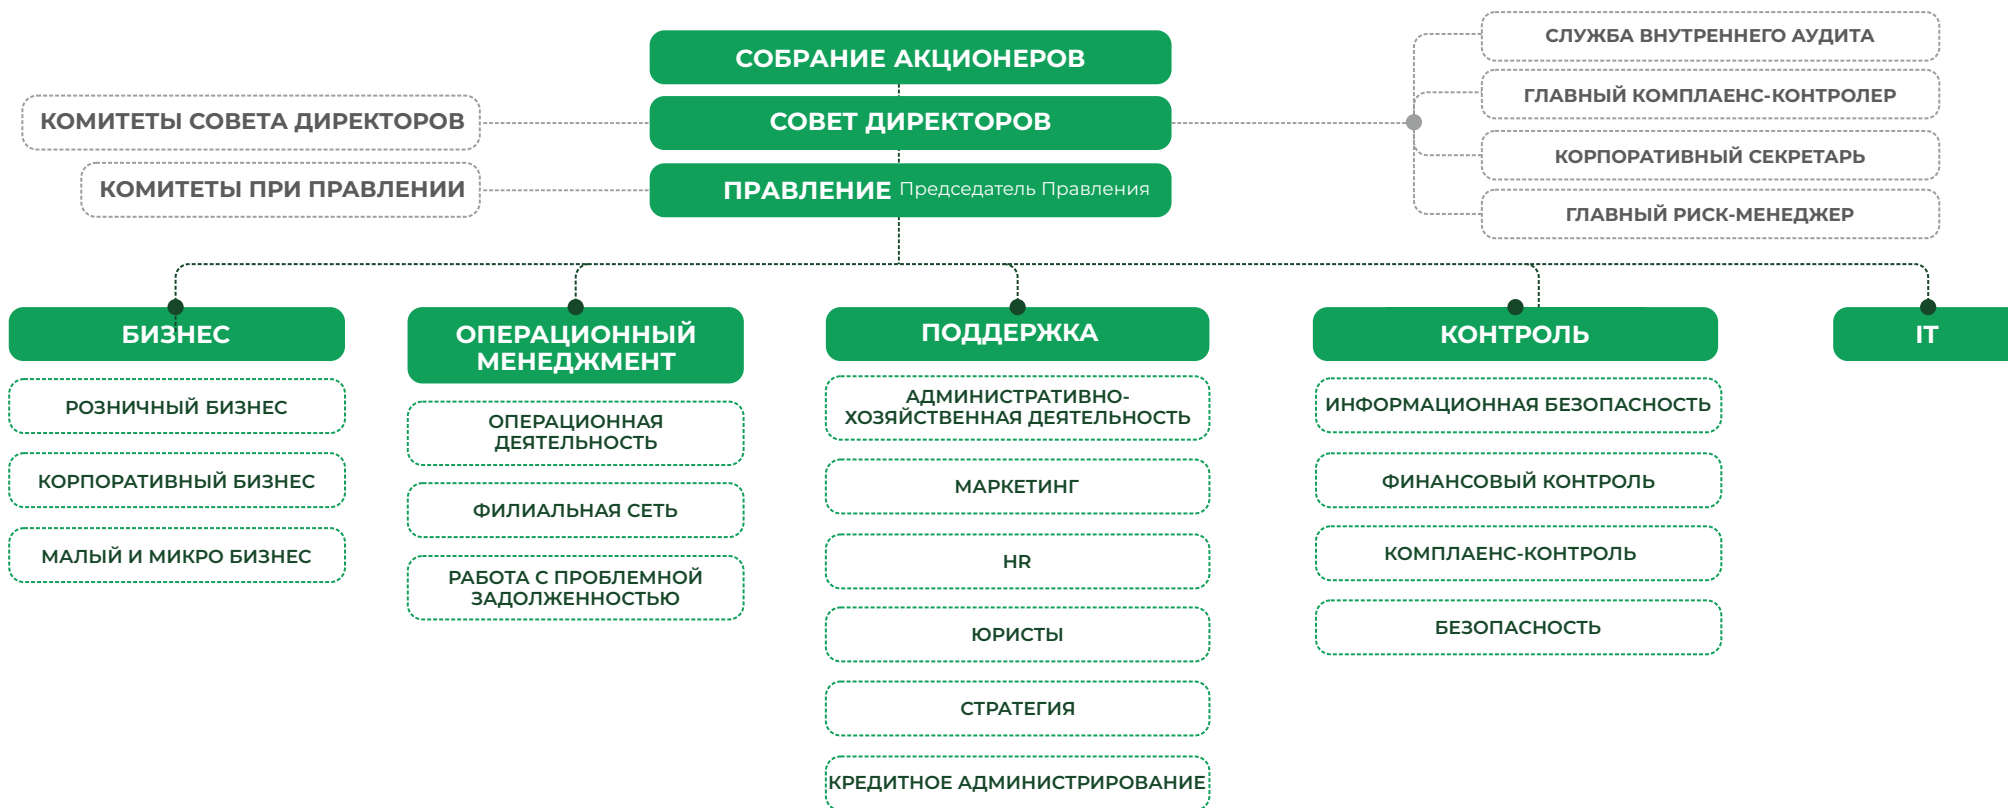 СОБРАНИЕ АКЦИОНЕРОВ
КОМИТЕТЫ СОВЕТА ДИРЕКТОРОВ
СОВЕТ ДИРЕКТОРОВ
КОМИТЕТЫ ПРИ ПРАВЛЕНИИ
ПРАВЛЕНИЕ Председатель Правления
СЛУЖБА ВНУТРЕННЕГО АУДИТА
ГЛАВНЫЙ КОМПЛАЕНС-КОНТРОЛЕР
КОРПОРАТИВНЫЙ СЕКРЕТАРЬ
ГЛАВНЫЙ РИСК-МЕНЕДЖЕР
БИЗНЕС
РОЗНИЧНЫЙ БИЗНЕС
КОРПОРАТИВНЫЙ БИЗНЕС
МАЛЫЙ И МИКРО БИЗНЕС
ОПЕРАЦИОННЫЙ
МЕНЕДЖМЕНТ
ОПЕРАЦИОННАЯ
ДЕЯТЕЛЬНОСТЬ
ФИЛИАЛЬНАЯ СЕТЬ
РАБОТА С ПРОБЛЕМНОЙ
ЗАДОЛЖЕННОСТЬЮ
ПОДДЕРЖКА
АДМИНИСТРАТИВНО-
ХОЗЯЙСТВЕННАЯ ДЕЯТЕЛЬНОСТЬ
МАРКЕТИНГ
HR
ЮРИСТЫ
СТРАТЕГИЯ
КРЕДИТНОЕ АДМИНИСТРИРОВАНИЕ
КОНТРОЛЬ
ИНФОРМАЦИОННАЯ БЕЗОПАСНОСТЬ
ФИНАНСОВЫЙ КОНТРОЛЬ
КОМПЛАЕНС-КОНТРОЛЬ
БЕЗОПАСНОСТЬ
IT